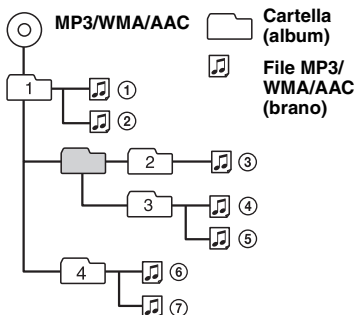 MP3/WMA/AAC
Cartella
(album)
File MP3/
WMA/AAC
(brano)
1
①
②
2
③
3
④
⑤
4
⑥
⑦